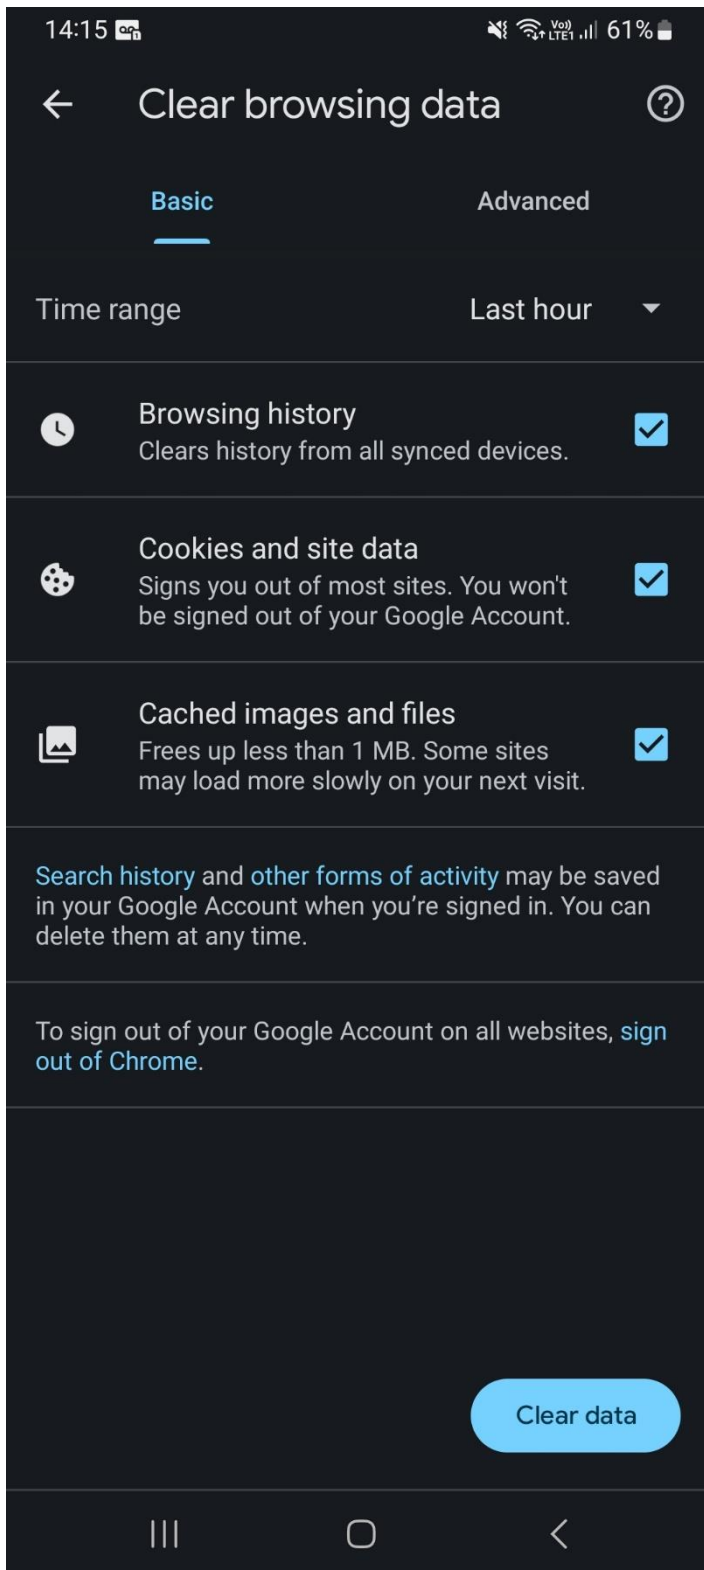 14:15
Vo))
LTE1
61%
Clear browsing data
Basic
Advanced
Time range
Last hour
Browsing history
Clears history from all synced devices.
Cookies and site data
Signs you out of most sites. You won't
be signed out of your Google Account.
Cached images and files
Frees up less than 1 MB. Some sites
may load more slowly on your next visit.
Search history and other forms of activity may be saved
in your Google Account when you’re signed in. You can
delete them at any time.
To sign out of your Google Account on all websites, sign
out of Chrome.
Clear data